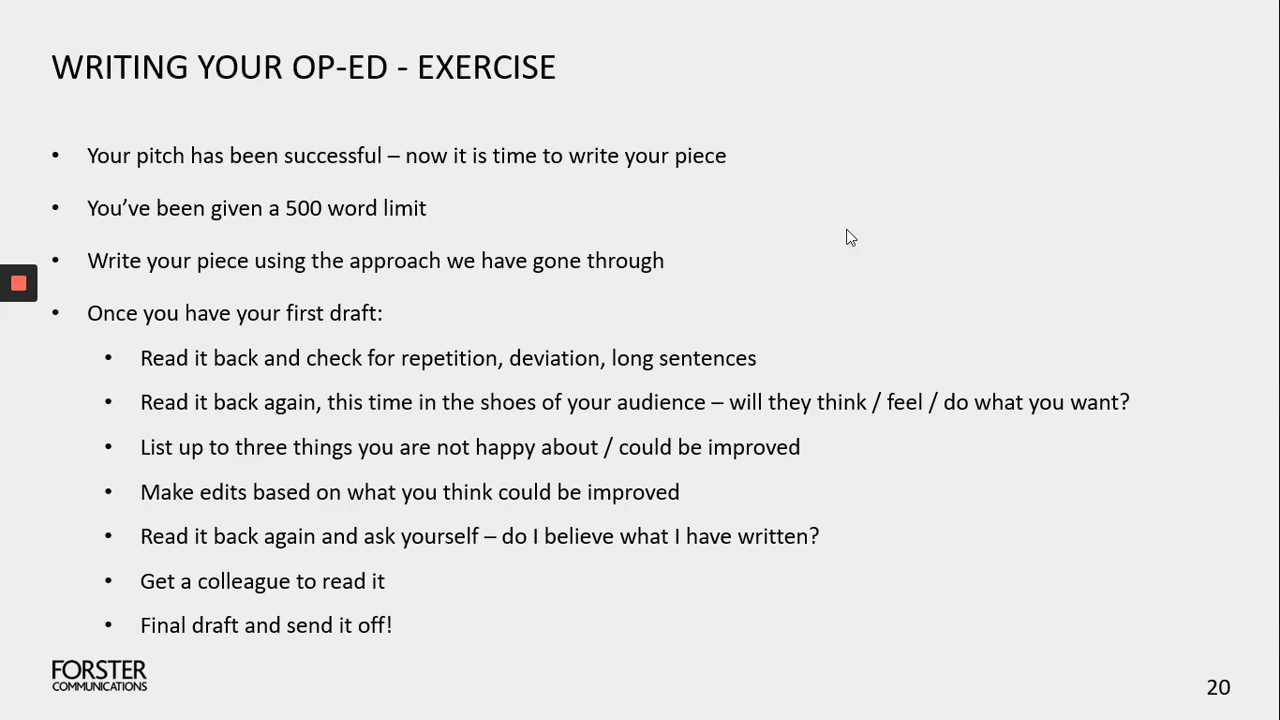 WRITING YOUR OP-ED - EXERCISE
• Your pitch has been successful – now it is time to write your piece
• You’ve been given a 500 word limit
• Write your piece using the approach we have gone through
• Once you have your first draft:
• Read it back and check for repetition, deviation, long sentences
• Read it back again, this time in the shoes of your audience – will they think / feel / do what you want?
• List up to three things you are not happy about / could be improved
• Make edits based on what you think could be improved
• Read it back again and ask yourself – do I believe what I have written?
• Get a colleague to read it
• Final draft and send it off!
FORSTER
COMMUNICATIONS
20